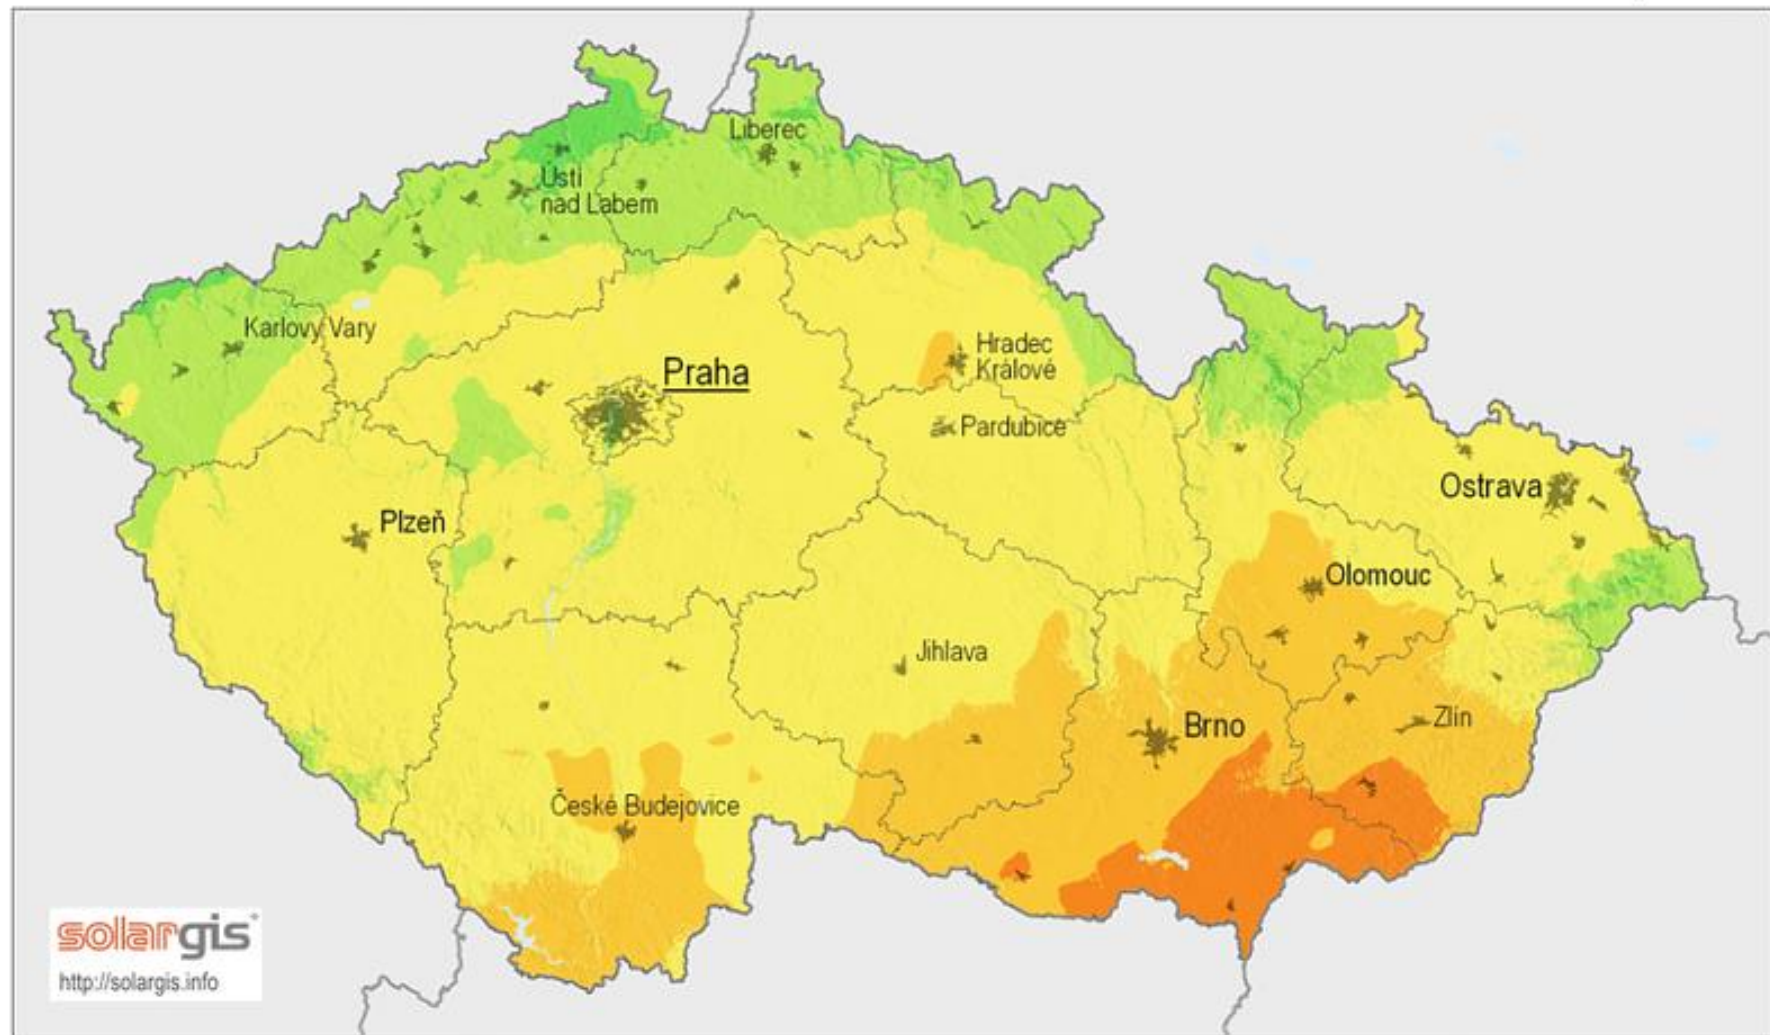 Liberec
Ústí
nad Labem
Karlovy Vary
Praha
Hradec
Králové
Pardubice
Plzeň
Ostrava
Olomouc
Jihlava
Brno
Zlín
České Budejovice
solargis
http://solargis.info